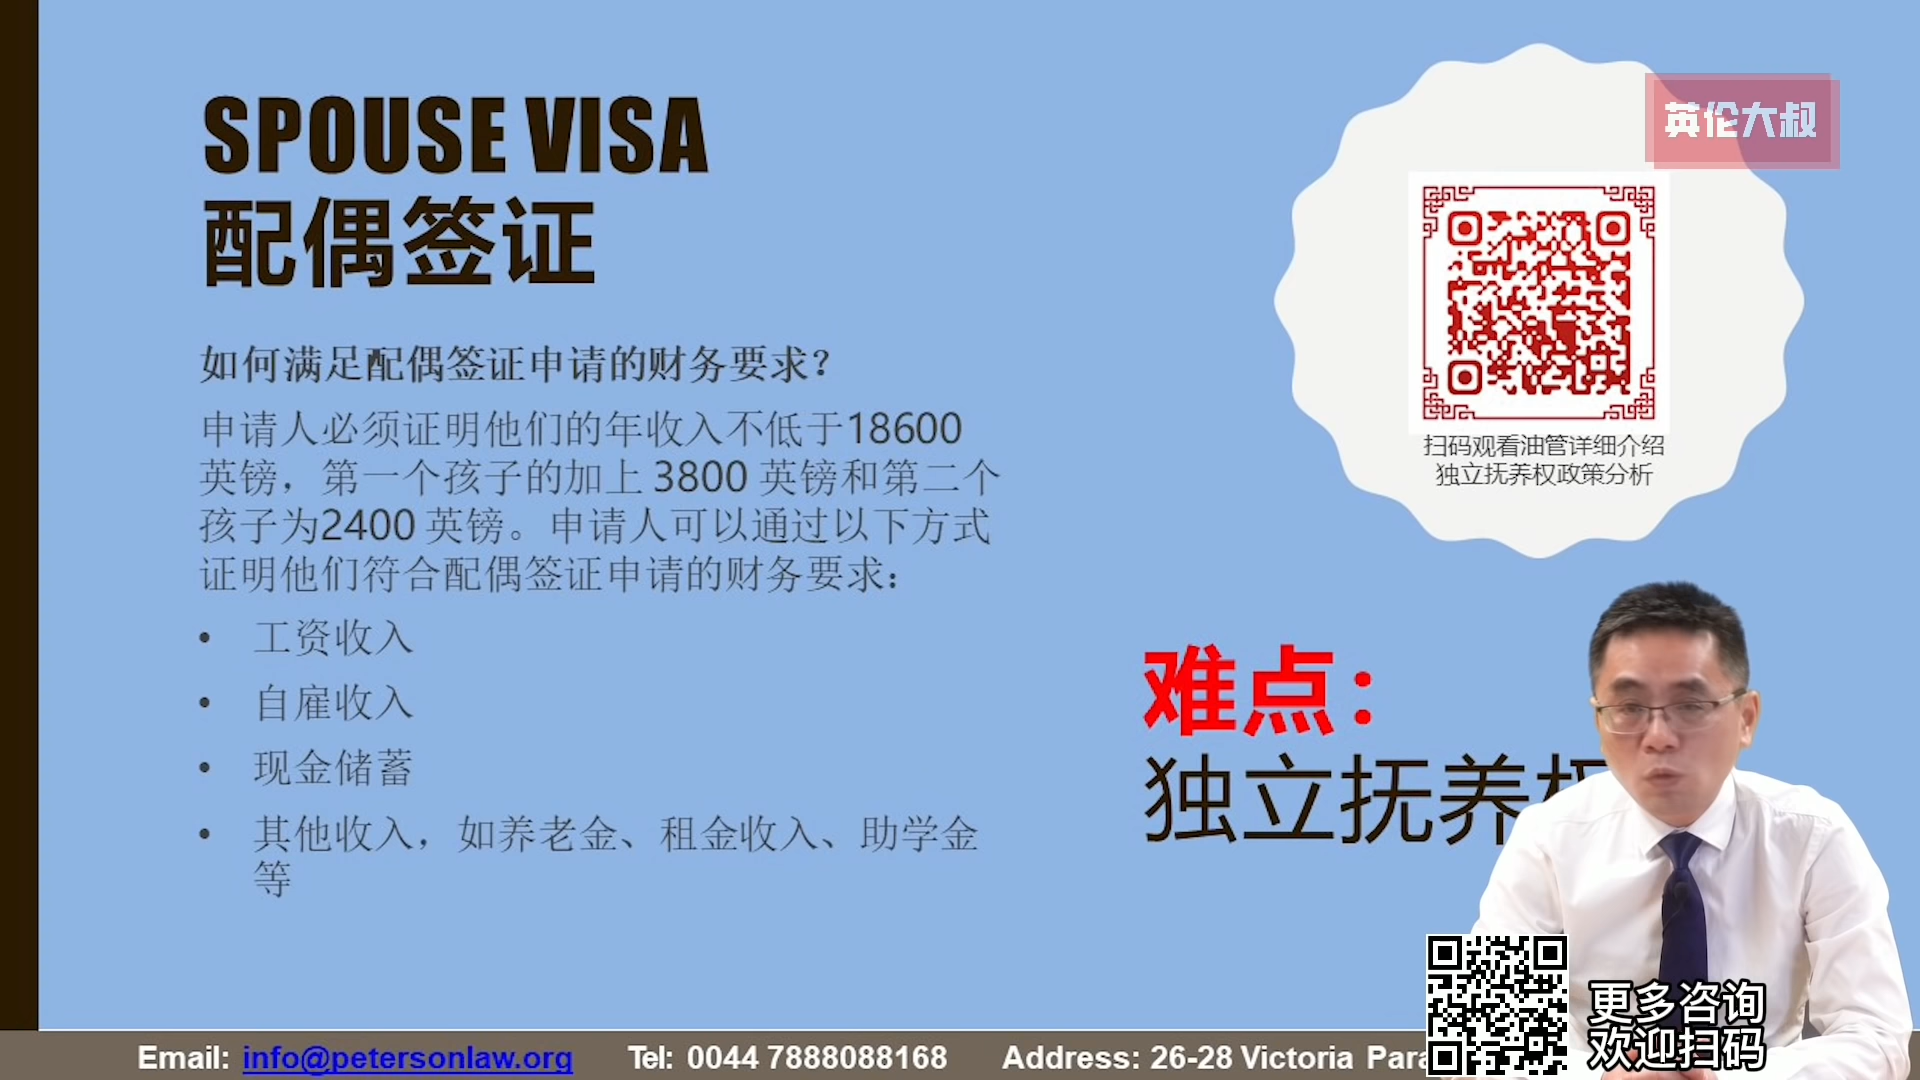 SPOUSE VISA
配偶签证
如何满足配偶签证申请的财务要求？
申请人必须证明他们的年收入不低于18600
英镑，第一个孩子的加上 3800 英镑和第二个
孩子为2400 英镑。申请人可以通过以下方式
证明他们符合配偶签证申请的财务要求：
• 工资收入
• 自雇收入
• 现金储蓄
• 其他收入，如养老金、租金收入、助学金
等
英伦大叔
扫码观看油管详细介绍
独立抚养权政策分析
难点：
独立抚养权
更多咨询
欢迎扫码
Email: info@petersonlaw.org Tel: 0044 7888088168 Address: 26-28 Victoria Para